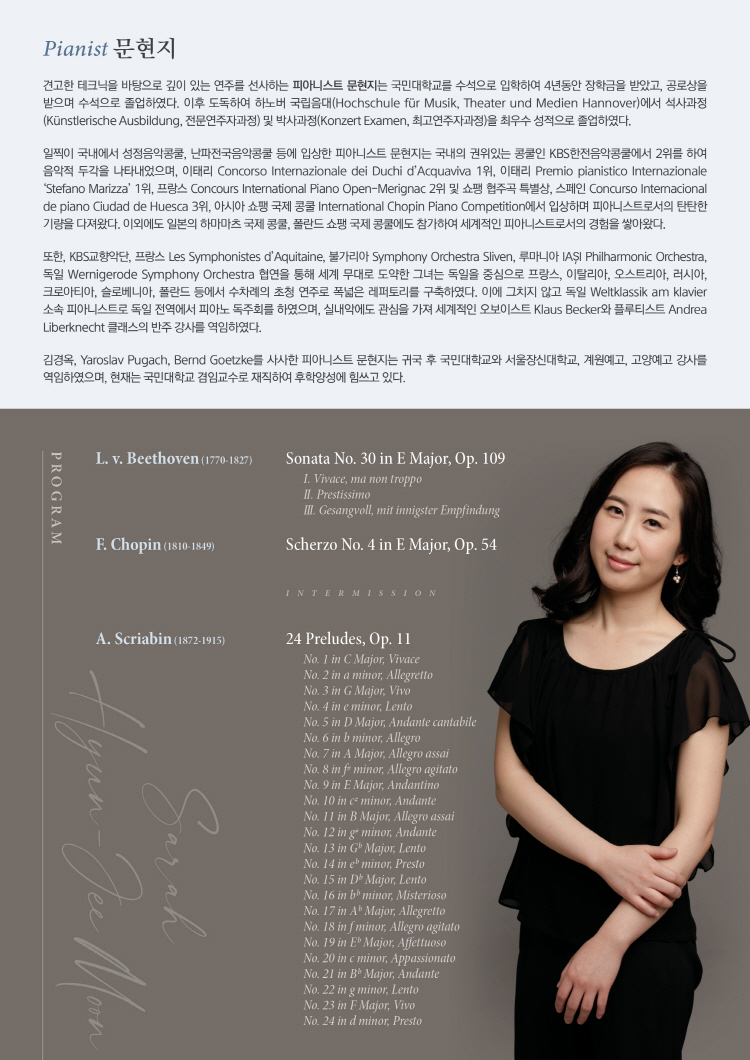 Pianist 문현지
견고한 테크닉을 바탕으로 깊이 있는 연주를 선사하는 피아니스트 문현지는 국민대학교를 수석으로 입학하여 4년동안 장학금을 받았고, 공로상을
받으며 수석으로 졸업하였다. 이후 도독하여 하노버 국립음대(Hochschule für Musik, Theater und Medien Hannover)에서 석사과정
(Künstlerische Ausbildung, 전문연주자과정) 및 박사과정(Konzert Examen, 최고연주자과정)을 최우수 성적으로 졸업하였다.
일찍이 국내에서 성정음악콩쿨, 난파전국음악콩쿨 등에 입상한 피아니스트 문현지는 국내의 권위있는 콩쿨인 KBS한전음악콩쿨에서 2위를 하여
음악적 두각을 나타내었으며, 이태리 Concorso Internazionale dei Duchi d'Acquaviva 1위, 이태리 Premio pianistico Internazionale
'Stefano Marizza' 1위, 프랑스 Concours International Piano Open-Merignac 2위 및 쇼팽 협주곡 특별상, 스페인 Concurso Internacional
de piano Ciudad de Huesca 3위, 아시아 쇼팽 국제 콩쿨 International Chopin Piano Competition에서 입상하며 피아니스트로서의 탄탄한
기량을 다져왔다. 이외에도 일본의 하마마츠 국제 콩쿨, 폴란드 쇼팽 국제 콩쿨에도 참가하여 세계적인 피아니스트로서의 경험을 쌓아왔다.
또한, KBS교향악단, 프랑스 Les Symphonistes d'Aquitaine, 불가리아 Symphony Orchestra Sliven, 루마니아 IAȘI Philharmonic Orchestra,
독일 Wernigerode Symphony Orchestra 협연을 통해 세계 무대로 도약한 그녀는 독일을 중심으로 프랑스, 이탈리아, 오스트리아, 러시아,
크로아티아, 슬로베니아, 폴란드 등에서 수차례의 초청 연주로 폭넓은 레퍼토리를 구축하였다. 이에 그치지 않고 독일 Weltklassik am klavier
소속 피아니스트로 독일 전역에서 피아노 독주회를 하였으며, 실내악에도 관심을 가져 세계적인 오보이스트 Klaus Becker와 플루티스트 Andrea
Liberknecht 클래스의 반주 강사를 역임하였다.
김경옥, Yaroslav Pugach, Bernd Goetzke를 사사한 피아니스트 문현지는 귀국 후 국민대학교와 서울장신대학교, 계원예고, 고양예고 강사를
역임하였으며, 현재는 국민대학교 겸임교수로 재직하여 후학양성에 힘쓰고 있다.
PROGRAM
L. v. Beethoven (1770-1827) Sonata No. 30 in E Major, Op. 109
I. Vivace, ma non troppo
II. Prestissimo
III. Gesangvoll, mit innigster Empfindung
F. Chopin (1810-1849) Scherzo No. 4 in E Major, Op. 54
INTERMISSION
A. Scriabin (1872-1915) 24 Preludes, Op. 11
No. 1 in C Major, Vivace
No. 2 in a minor, Allegretto
No. 3 in G Major, Vivo
No. 4 in e minor, Lento
No. 5 in D Major, Andante cantabile
No. 6 in b minor, Allegro
No. 7 in A Major, Allegro assai
No. 8 in f♯ minor, Allegro agitato
No. 9 in E Major, Andantino
No. 10 in c♯ minor, Andante
No. 11 in B Major, Allegro assai
No. 12 in g♯ minor, Andante
No. 13 in G♭ Major, Lento
No. 14 in e♭ minor, Presto
No. 15 in D♭ Major, Lento
No. 16 in b♭ minor, Misterioso
No. 17 in A♭ Major, Allegretto
No. 18 in f minor, Allegro agitato
No. 19 in E♭ Major, Affettuoso
No. 20 in c minor, Appassionato
No. 21 in B♭ Major, Andante
No. 22 in g minor, Lento
No. 23 in F Major, Vivo
No. 24 in d minor, Presto
Sarah
Hyun-Jee Moon